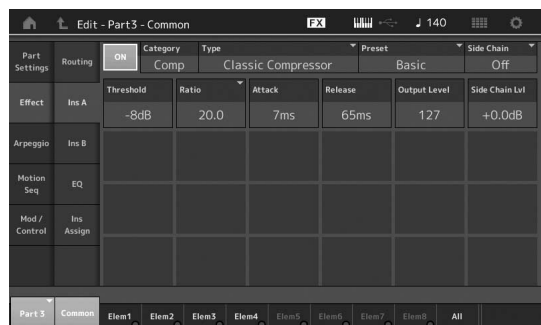 Edit - Part3 - Common FX 140
Part Settings
Routing
ON
Category
Comp
Type
Classic Compressor
Preset
Basic
Side Chain
Off
Effect
Ins A
Threshold
-8dB
Ratio
20.0
Attack
7ms
Release
65ms
Output Level
127
Side Chain Lvl
+0.0dB
Arpeggio
Ins B
Motion Seq
EQ
Mod / Control
Ins Assign
Part 3
Common
Elem1
Elem2
Elem3
Elem4
Elem5
Elem6
Elem7
Elem8
All